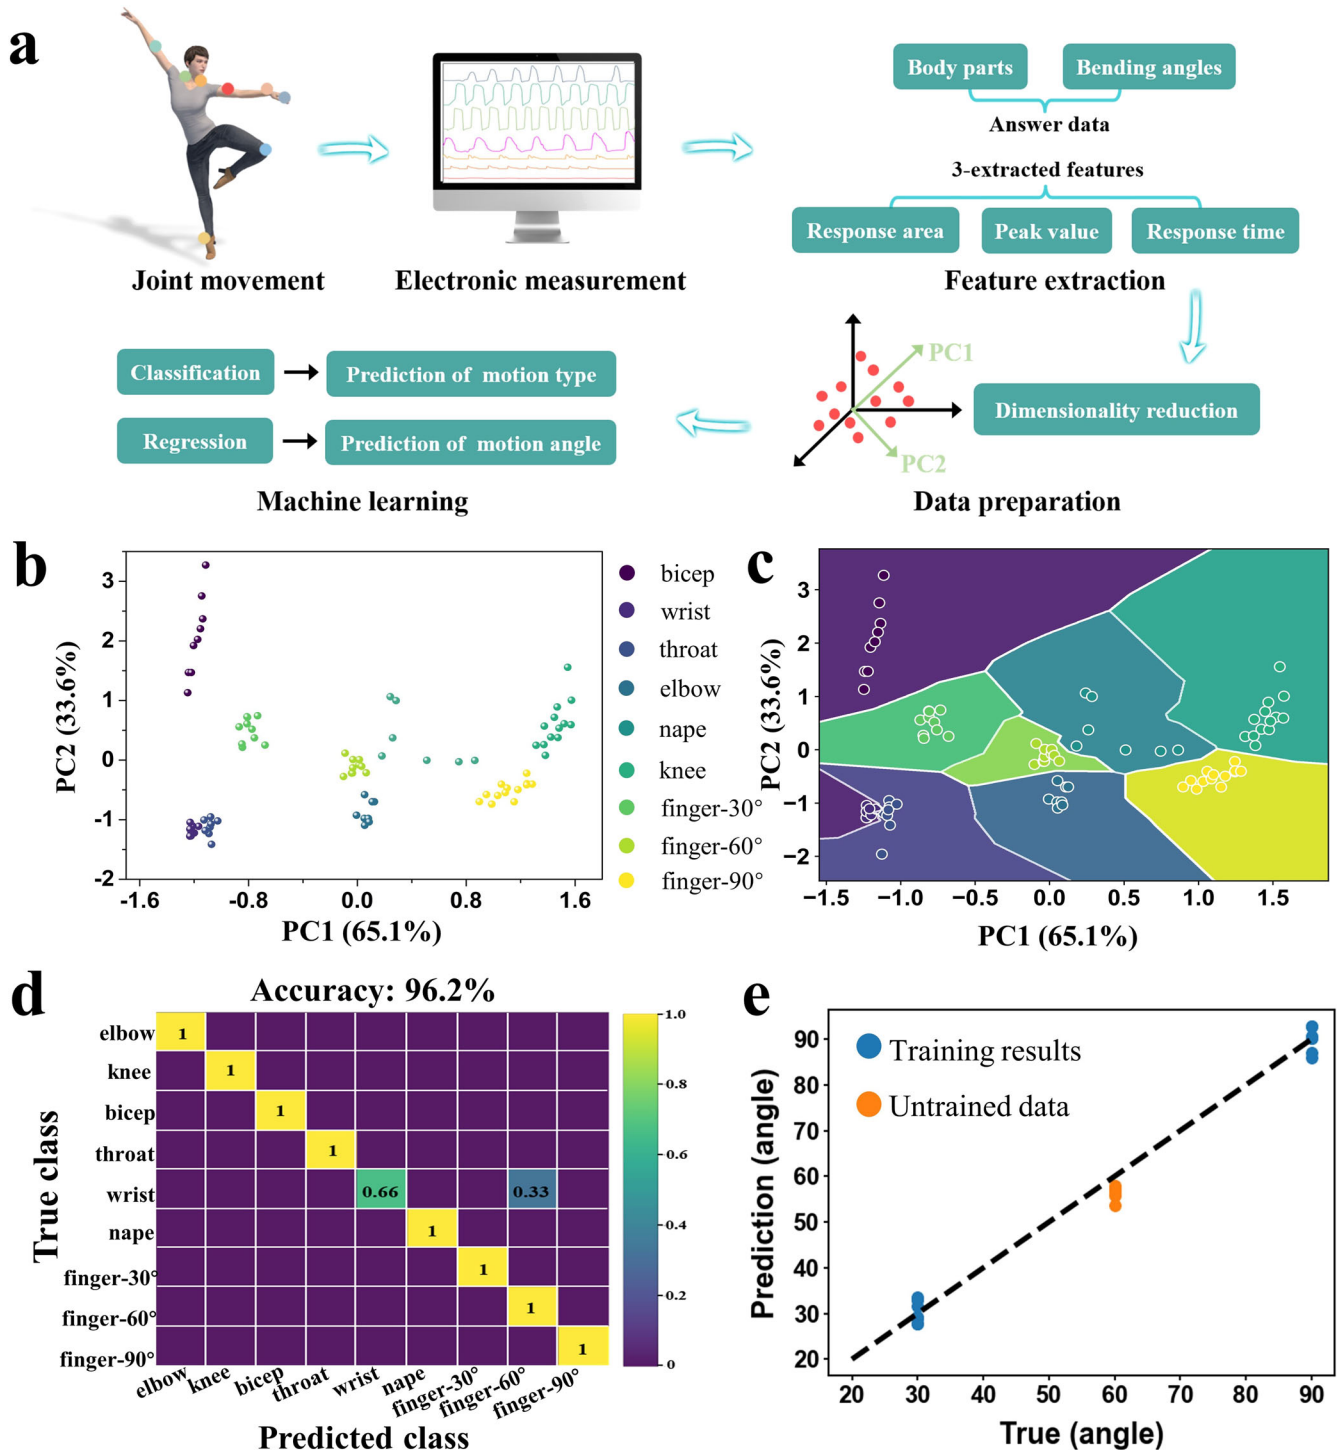 a
Body parts
Bending angles
Answer data
3-extracted features
Response area
Peak value
Response time
Joint movement
Electronic measurement
Feature extraction
Classification
Prediction of motion type
PC1
Dimensionality reduction
Regression
Prediction of motion angle
PC2
Machine learning
Data preparation
b
PC2 (33.6%)
3
2
1
0
-1
-2
-1.6
-0.8
0.0
0.8
1.6
PC1 (65.1%)
bicep
wrist
throat
elbow
nape
knee
finger-30°
finger-60°
finger-90°
c
PC2 (33.6%)
3
2
1
0
−1
−2
−1.5
−1.0
−0.5
0.0
0.5
1.0
1.5
PC1 (65.1%)
d
Accuracy: 96.2%
True class
elbow
knee
bicep
throat
wrist
nape
finger-30°
finger-60°
finger-90°
1
1
1
1
0.66
0.33
1
1
1
1
1.0
0.8
0.6
0.4
0.2
0
elbow
knee
bicep
throat
wrist
nape
finger-30°
finger-60°
finger-90°
Predicted class
e
Training results
Untrained data
Prediction (angle)
90
80
70
60
50
40
30
20
20
30
40
50
60
70
80
90
True (angle)